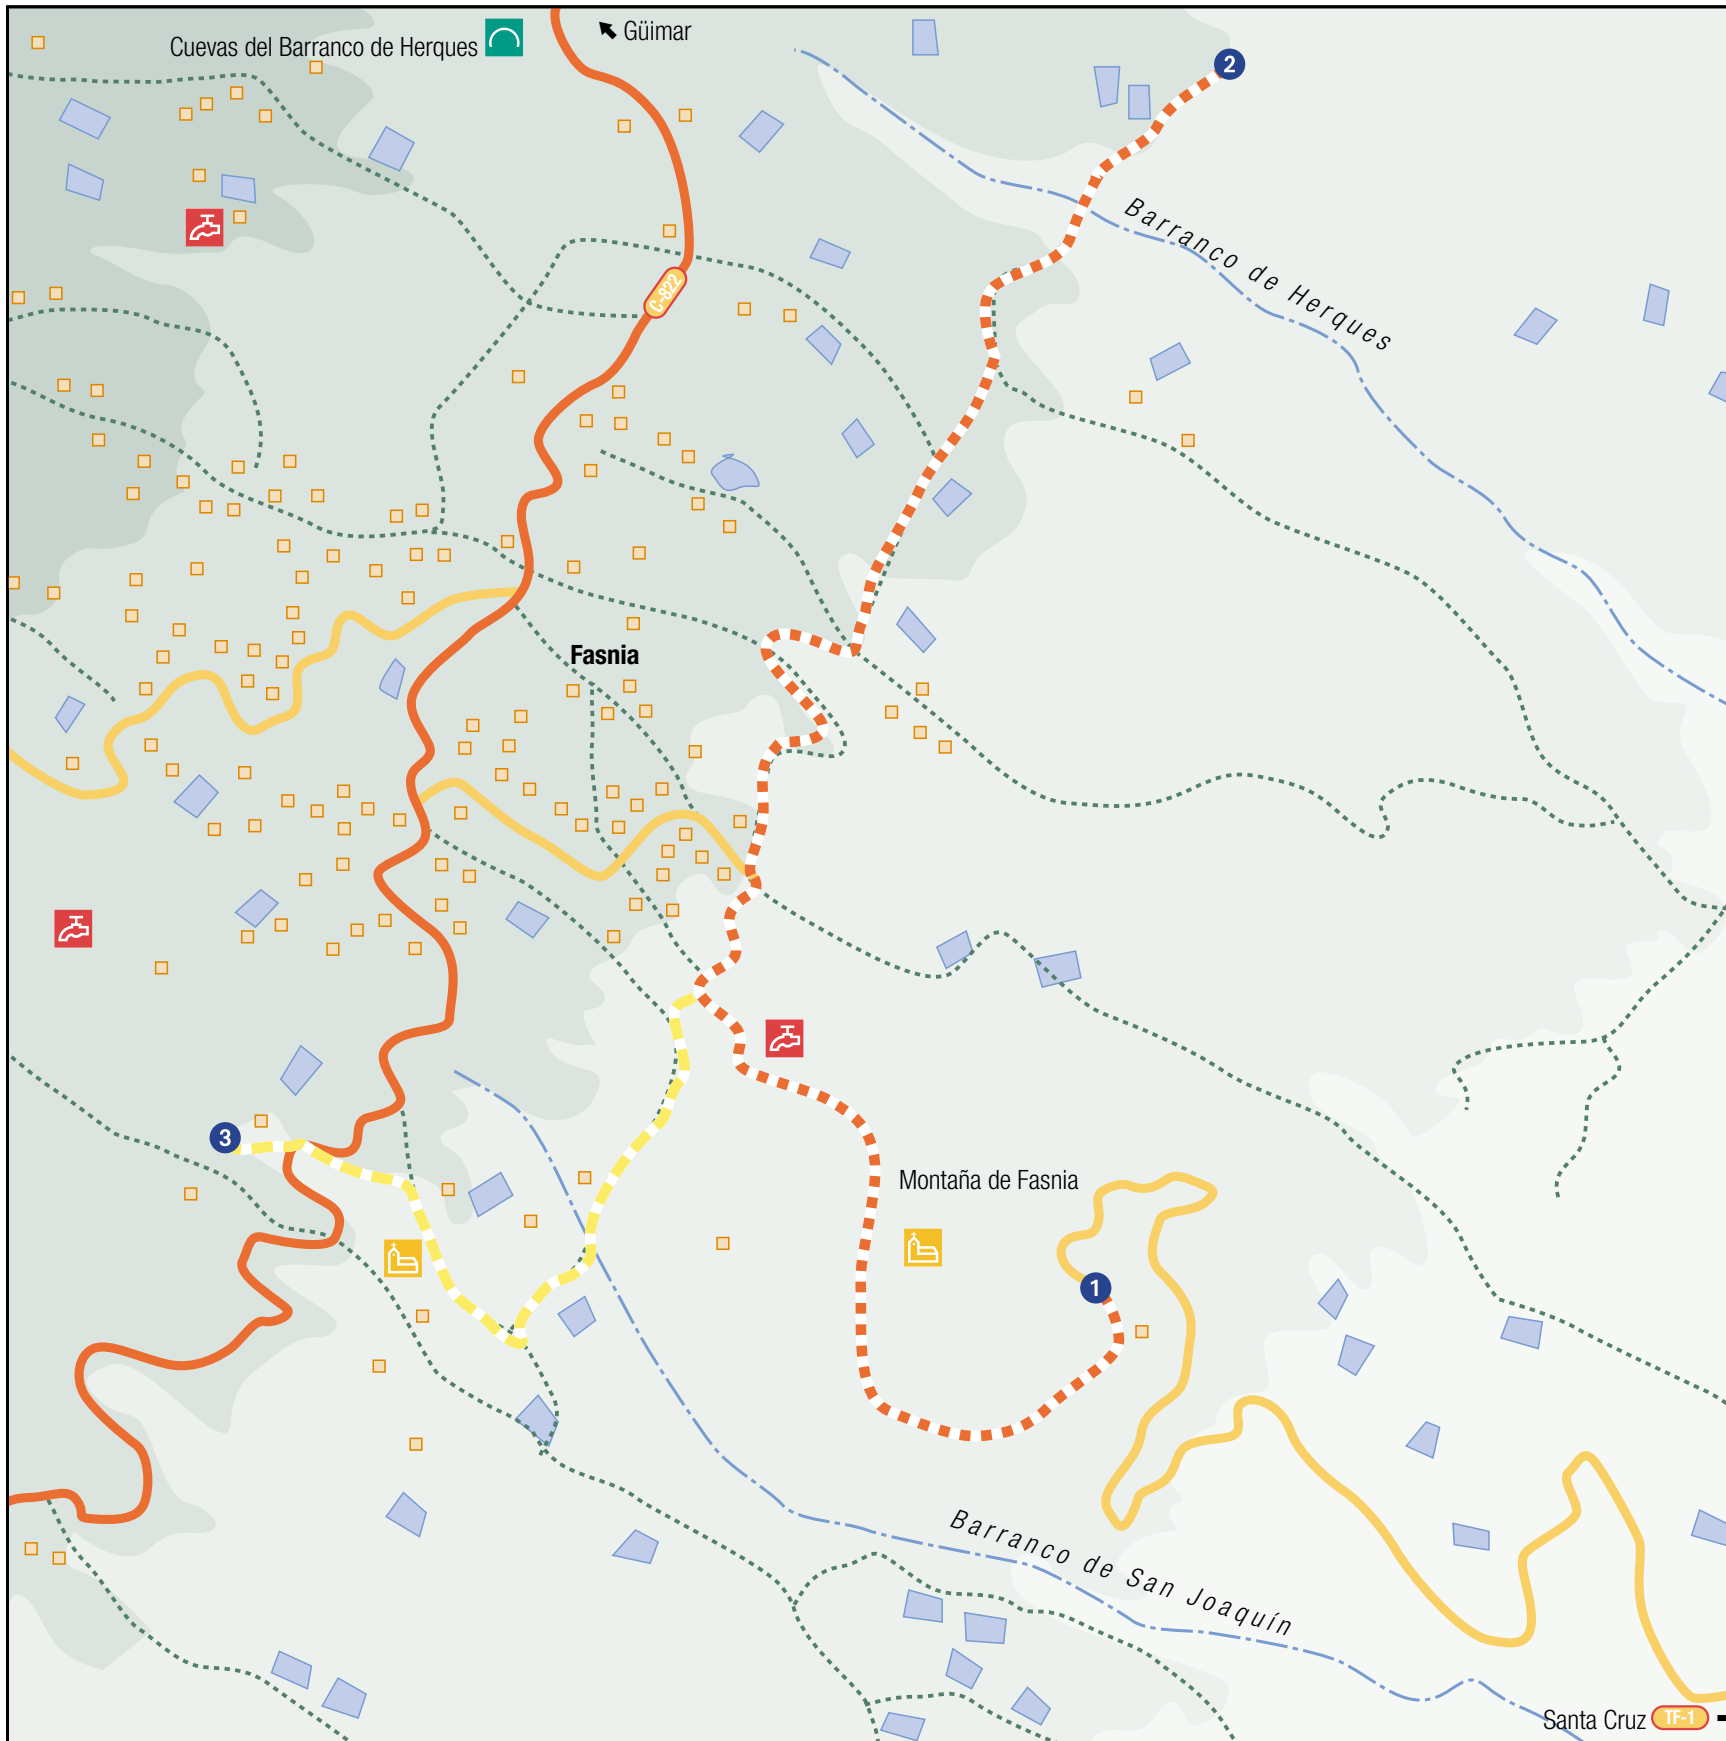 Güimar
Cuevas del Barranco de Herques
2
Barranco de Herques
C-822
Fasnia
3
Montaña de Fasnia
1
Barranco de San Joaquín
Santa Cruz TF-1